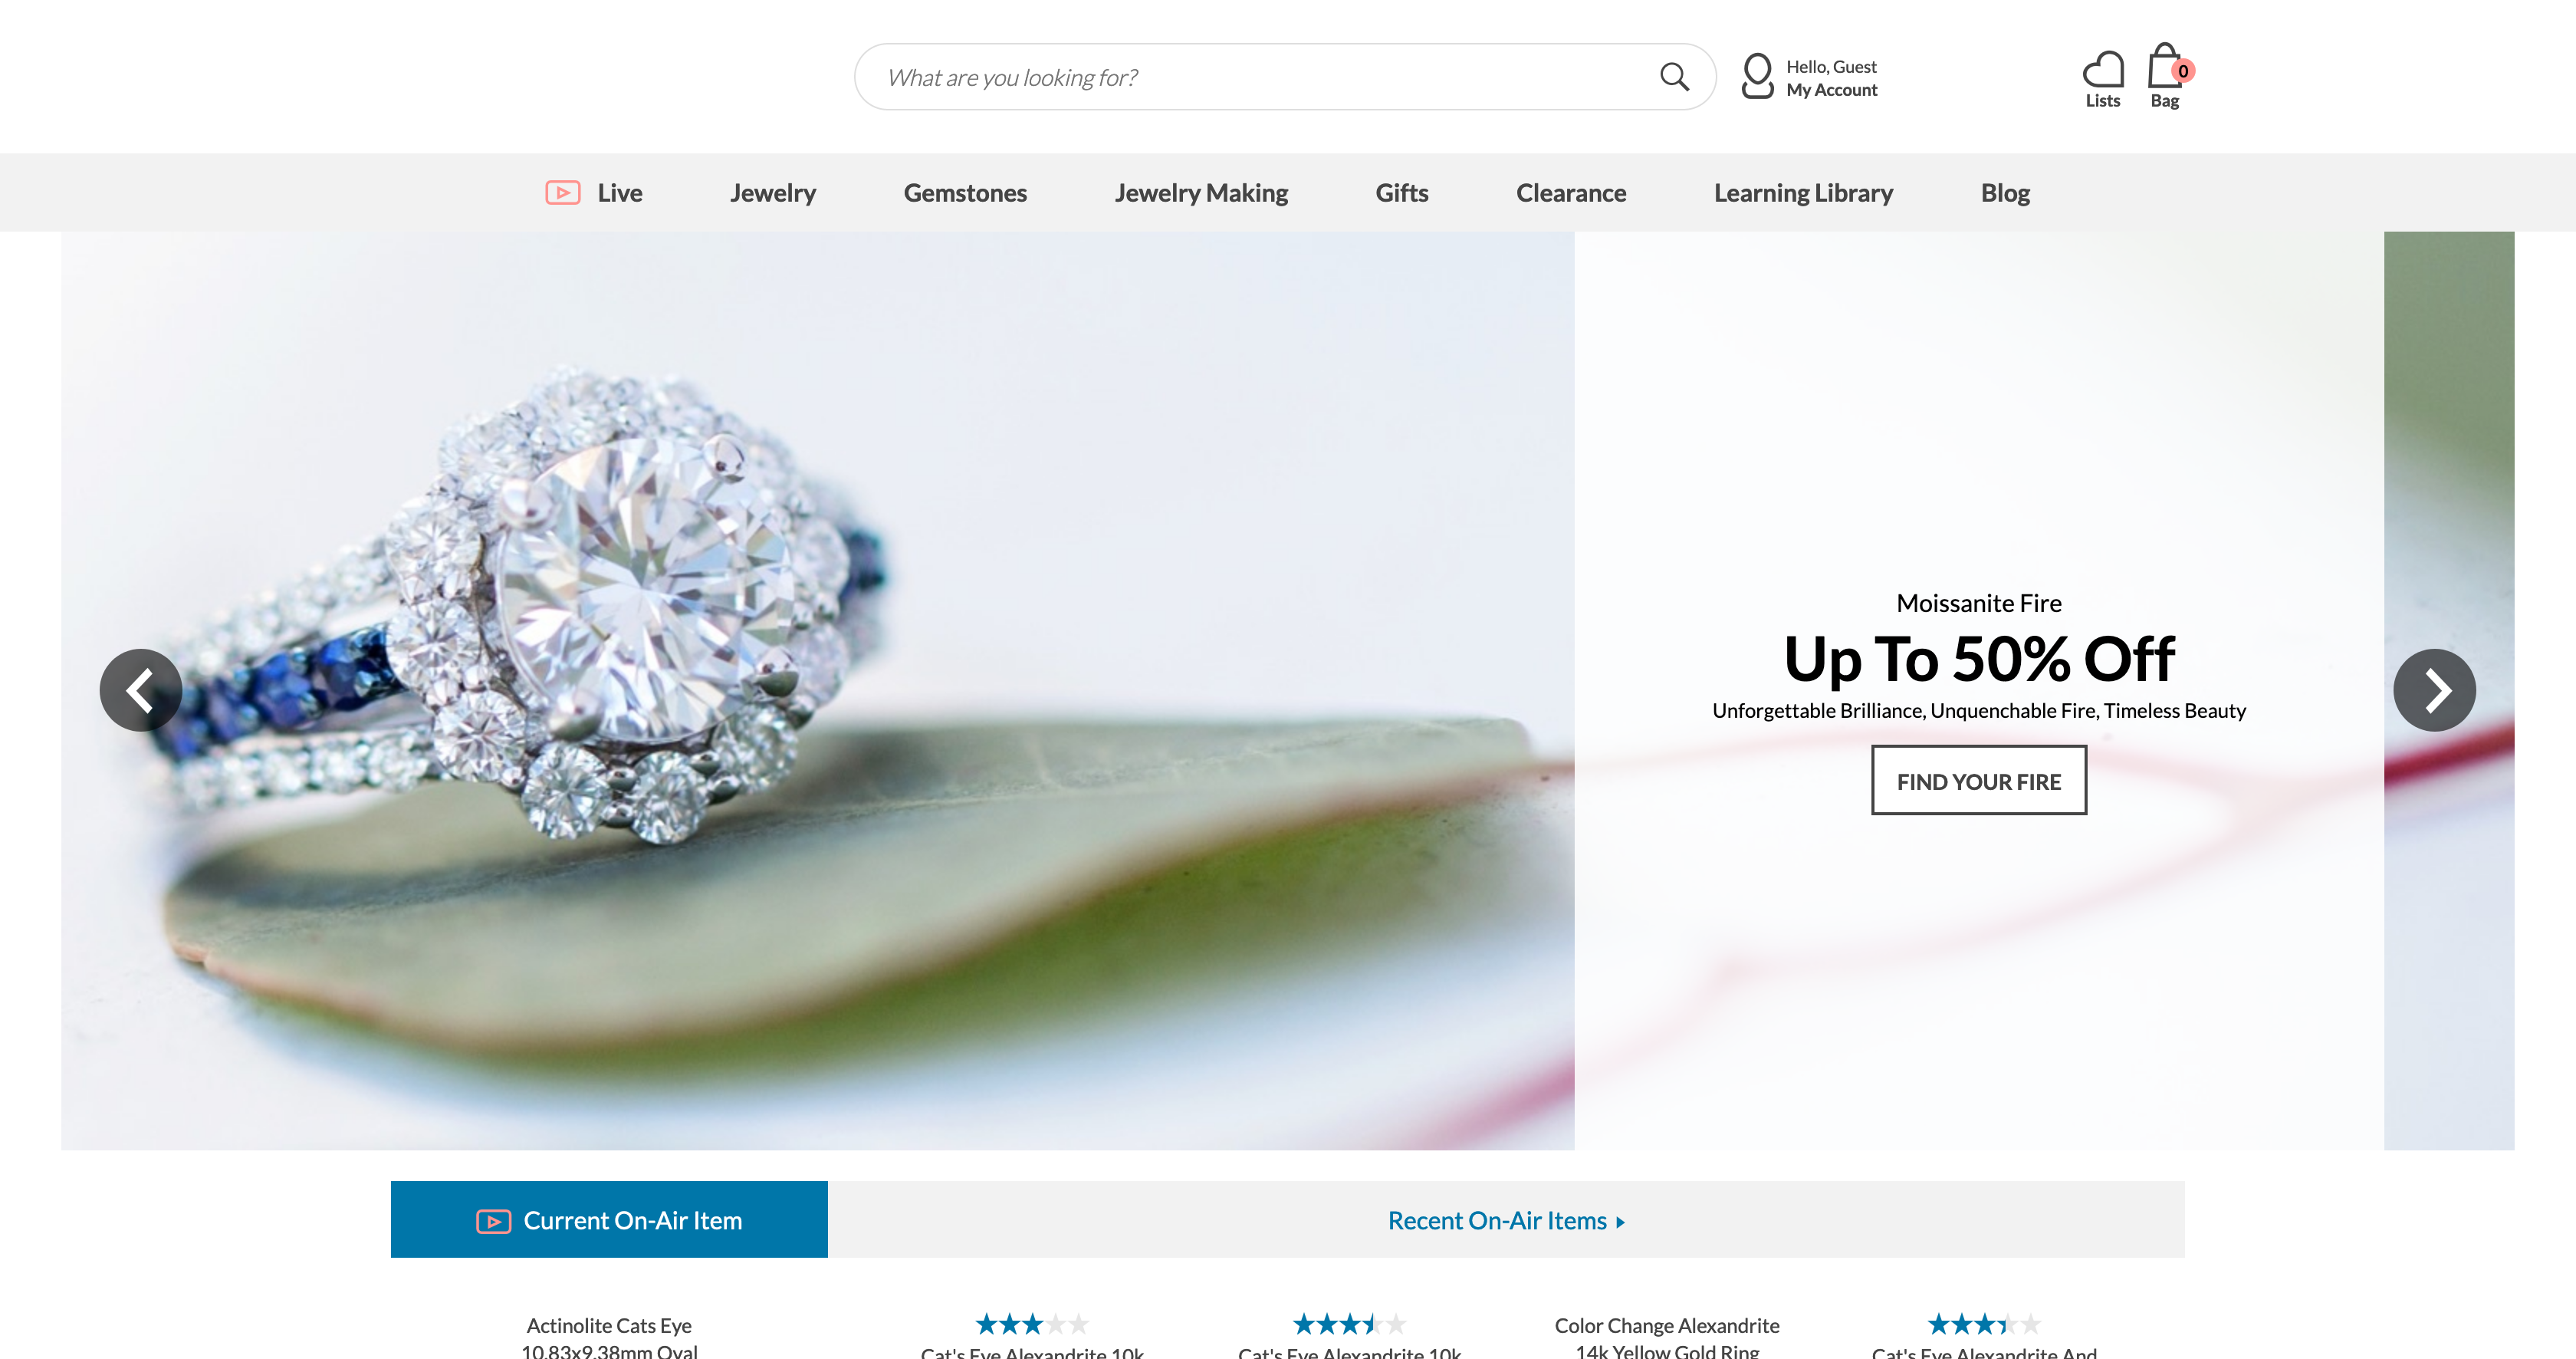 What are you looking for?
Hello, Guest
My Account
Lists
Bag
0
Live
Jewelry
Gemstones
Jewelry Making
Gifts
Clearance
Learning Library
Blog
Moissanite Fire
Up To 50% Off
Unforgettable Brilliance, Unquenchable Fire, Timeless Beauty
FIND YOUR FIRE
Current On-Air Item
Recent On-Air Items
Actinolite Cats Eye
10.83x9.38mm Oval
Cat's Eye Alexandrite 10k
Cat's Eye Alexandrite 10k
Color Change Alexandrite
14k Yellow Gold Ring
Cat's Eye Alexandrite And